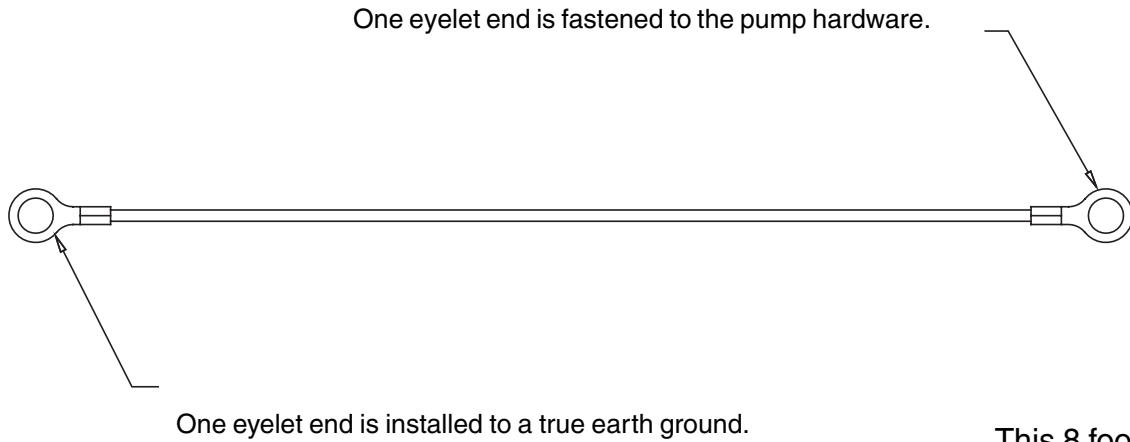 One eyelet end is fastened to the pump hardware.
One eyelet end is installed to a true earth ground.
This 8 foo